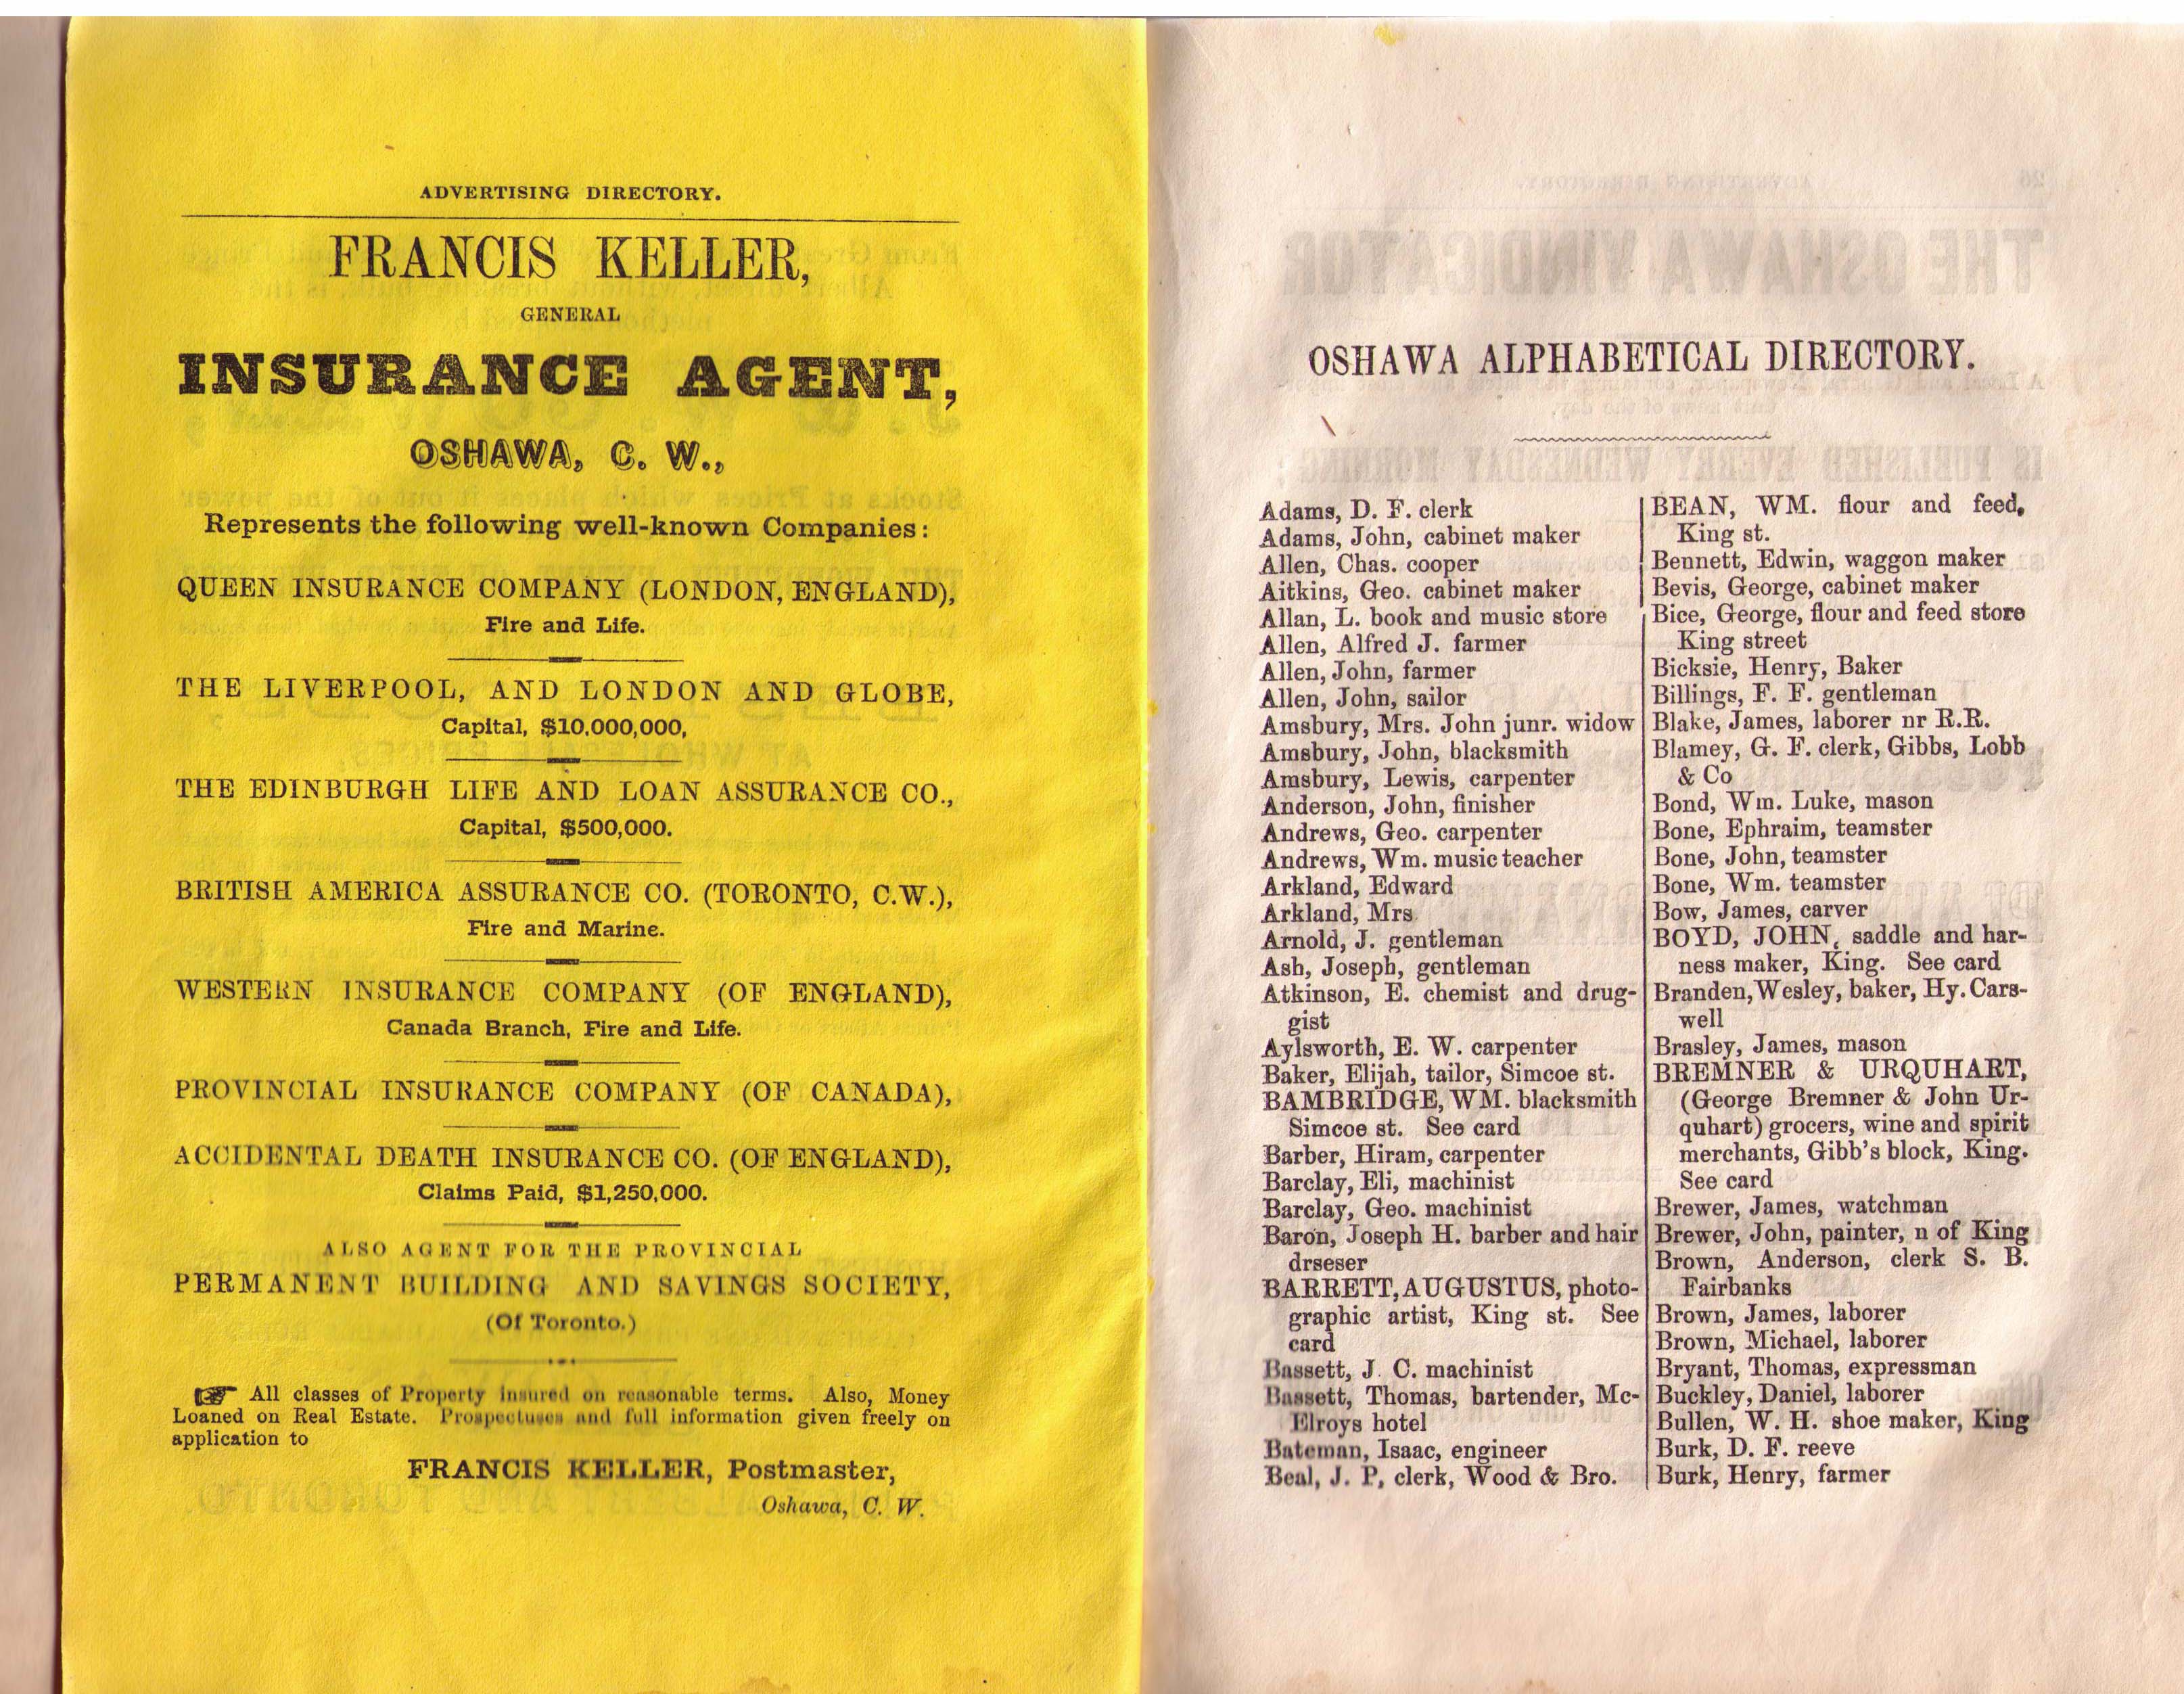 ADVERTISING DIRECTORY.
FRANCIS KELLER,
GENERAL
INSURANCE AGENT,
OSHAWA, C. W.,
Represents the following well-known Companies:
QUEEN INSURANCE COMPANY (LONDON, ENGLAND),
Fire and Life.
THE LIVERPOOL, AND LONDON AND GLOBE,
Capital, $10,000,000,
THE EDINBURGH LIFE AND LOAN ASSURANCE CO.,
Capital, $500,000.
BRITISH AMERICA ASSURANCE CO. (TORONTO, C.W.),
Fire and Marine.
WESTERN INSURANCE COMPANY (OF ENGLAND),
Canada Branch, Fire and Life.
PROVINCIAL INSURANCE COMPANY (OF CANADA),
ACCIDENTAL DEATH INSURANCE CO. (OF ENGLAND),
Claims Paid, $1,250,000.
ALSO AGENT FOR THE PROVINCIAL
PERMANENT BUILDING AND SAVINGS SOCIETY,
(Of Toronto.)
☞ All classes of Property insured on reasonable terms. Also, Money
Loaned on Real Estate. Prospectuses and full information given freely on
application to
FRANCIS KELLER, Postmaster,
Oshawa, C. W.
OSHAWA ALPHABETICAL DIRECTORY.
Adams, D. F. clerk
Adams, John, cabinet maker
Allen, Chas. cooper
Aitkins, Geo. cabinet maker
Allan, L. book and music store
Allen, Alfred J. farmer
Allen, John, farmer
Allen, John, sailor
Amsbury, Mrs. John junr. widow
Amsbury, John, blacksmith
Amsbury, Lewis, carpenter
Anderson, John, finisher
Andrews, Geo. carpenter
Andrews, Wm. music teacher
Arkland, Edward
Arkland, Mrs
Arnold, J. gentleman
Ash, Joseph, gentleman
Atkinson, E. chemist and drug-
gist
Aylsworth, E. W. carpenter
Baker, Elijah, tailor, Simcoe st.
BAMBRIDGE, WM. blacksmith
Simcoe st. See card
Barber, Hiram, carpenter
Barclay, Eli, machinist
Barclay, Geo. machinist
Baron, Joseph H. barber and hair
drseser
BARRETT, AUGUSTUS, photo-
graphic artist, King st. See
card
Bassett, J. C. machinist
Bassett, Thomas, bartender, Mc-
Elroys hotel
Bateman, Isaac, engineer
Beal, J. P, clerk, Wood & Bro.
BEAN, WM. flour and feed,
King st.
Bennett, Edwin, waggon maker
Bevis, George, cabinet maker
Bice, George, flour and feed store
King street
Bicksie, Henry, Baker
Billings, F. F. gentleman
Blake, James, laborer nr R.R.
Blamey, G. F. clerk, Gibbs, Lobb
& Co
Bond, Wm. Luke, mason
Bone, Ephraim, teamster
Bone, John, teamster
Bone, Wm. teamster
Bow, James, carver
BOYD, JOHN, saddle and har-
ness maker, King. See card
Branden, Wesley, baker, Hy. Cars-
well
Brasley, James, mason
BREMNER & URQUHART,
(George Bremner & John Ur-
quhart) grocers, wine and spirit
merchants, Gibb's block, King.
See card
Brewer, James, watchman
Brewer, John, painter, n of King
Brown, Anderson, clerk S. B.
Fairbanks
Brown, James, laborer
Brown, Michael, laborer
Bryant, Thomas, expressman
Buckley, Daniel, laborer
Bullen, W. H. shoe maker, King
Burk, D. F. reeve
Burk, Henry, farmer